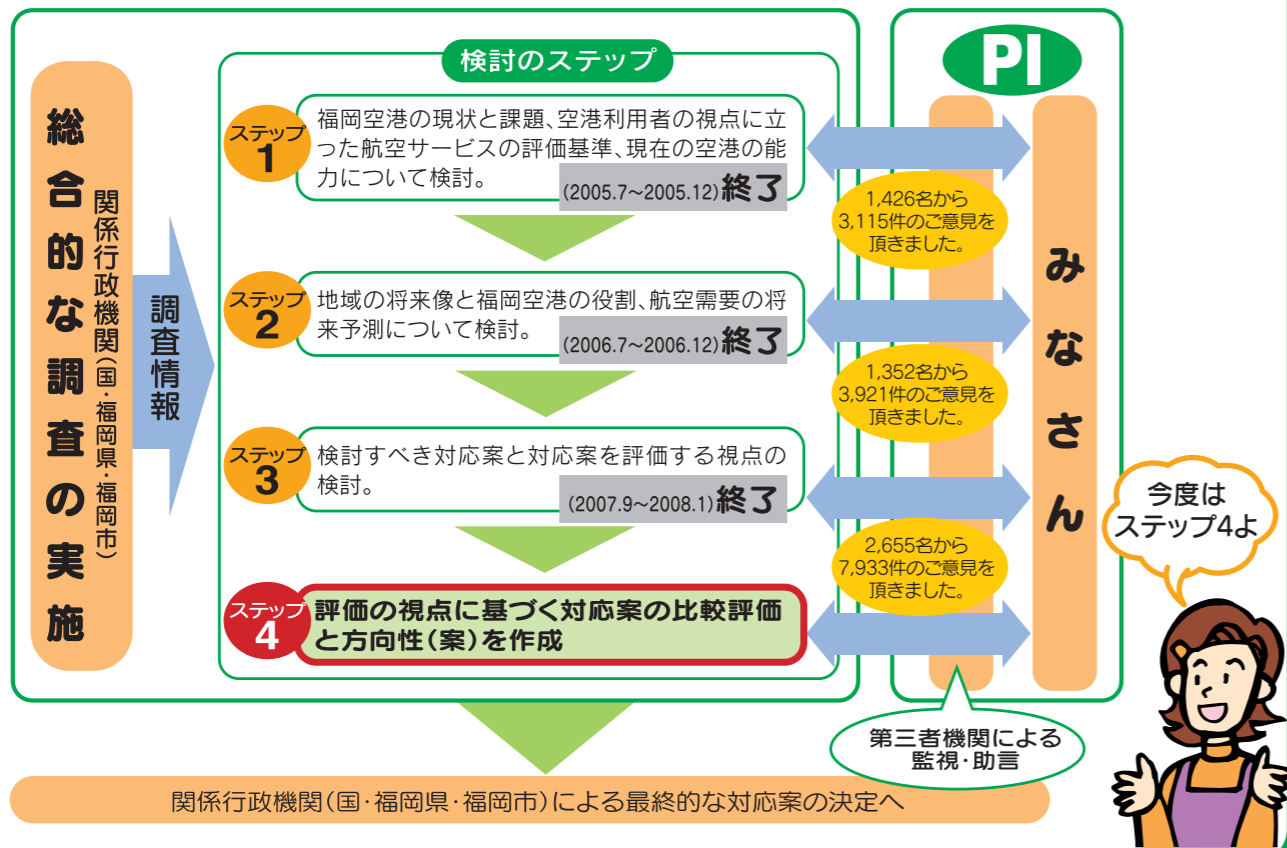 総合的な調査の実施
関係行政機関(国・福岡県・福岡市)
調査情報
検討のステップ
ステップ
1
福岡空港の現状と課題、空港利用者の視点に立
った航空サービスの評価基準、現在の空港の能
力について検討。
(2005.7~2005.12)終了
ステップ
2
地域の将来像と福岡空港の役割、航空需要の将
来予測について検討。
(2006.7~2006.12)終了
ステップ
3
検討すべき対応案と対応案を評価する視点の
検討。
(2007.9~2008.1)終了
ステップ
4
評価の視点に基づく対応案の比較評価
と方向性(案)を作成
PI
1,426名から
3,115件のご意見を
頂きました。
1,352名から
3,921件のご意見を
頂きました。
2,655名から
7,933件のご意見を
頂きました。
みなさん
第三者機関による
監視・助言
今度は
ステップ4よ
関係行政機関(国・福岡県・福岡市)による最終的な対応案の決定へ